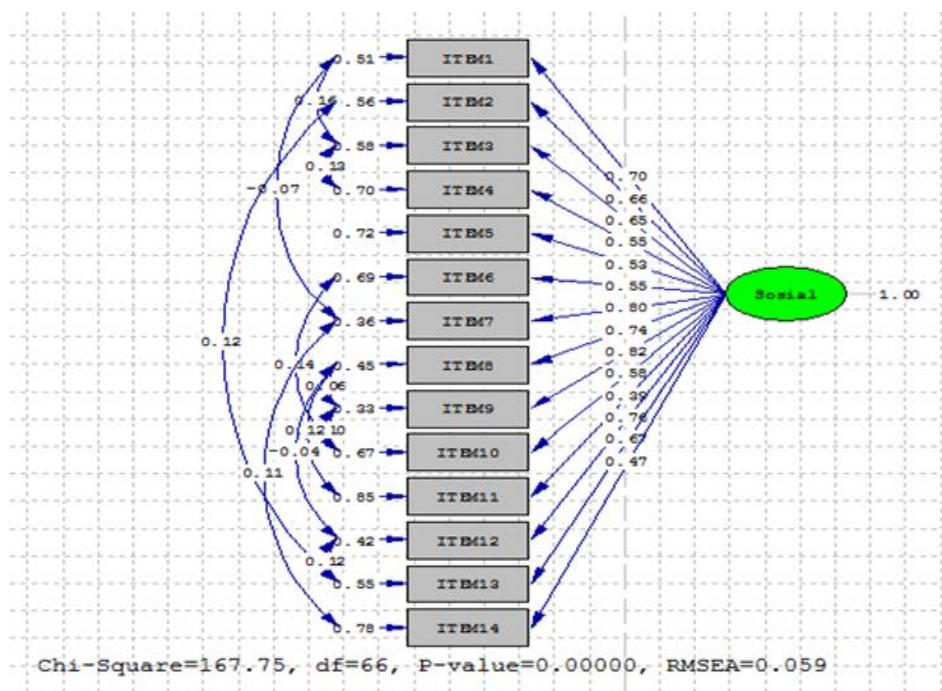 0.51 ITEM1
0.16 0.56 ITEM2
0.58 ITEM3
0.13
0.70 ITEM4
0.70
-0.07
0.66
0.65
0.72 ITEM5
0.55
0.53
0.69 ITEM6
0.55
Sosial 1.00
0.80
0.36 ITEM7
0.74
0.12
0.82
0.14 0.45 ITEM8
0.58
0.06
0.39
0.33 ITEM9
0.76
0.12
0.67
-0.04 0.67 ITEM10
0.47
0.11
0.85 ITEM11
0.42 ITEM12
0.12
0.55 ITEM13
0.78 ITEM14
Chi-Square=167.75, df=66, P-value=0.00000, RMSEA=0.059